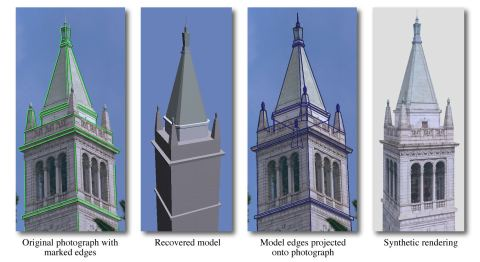 Original photograph with
marked edges
Recovered model
Model edges projected
onto photograph
Synthetic rendering